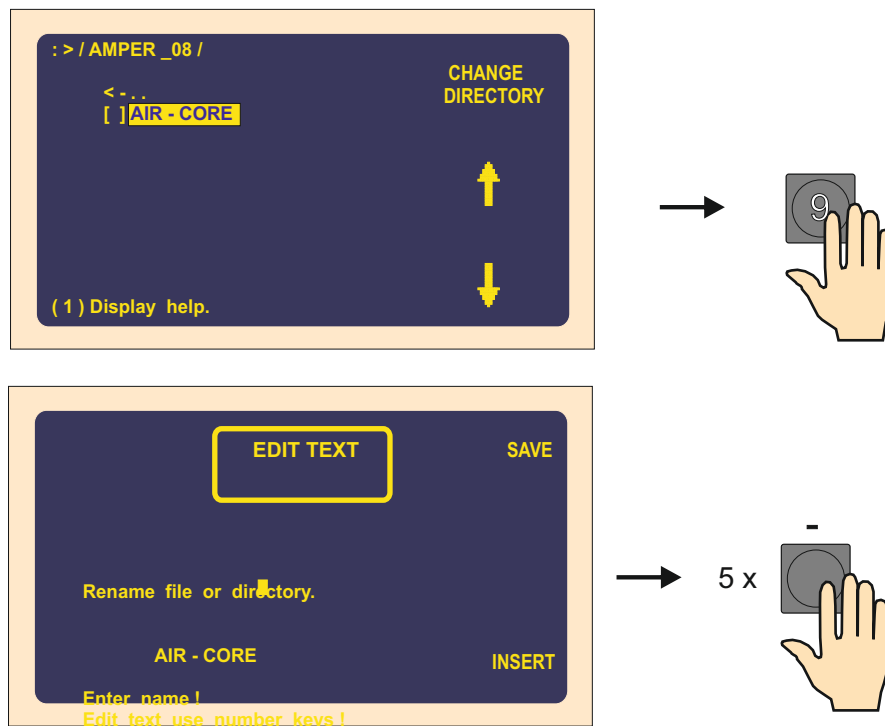 : > / AMPER _08 /
CHANGE
DIRECTORY
< - . .
[ ] AIR - CORE
9
( 1 ) Display help.
EDIT TEXT
SAVE
-
5 x
Rename file or directory.
AIR - CORE
INSERT
Enter name !
Edit text use number keys !